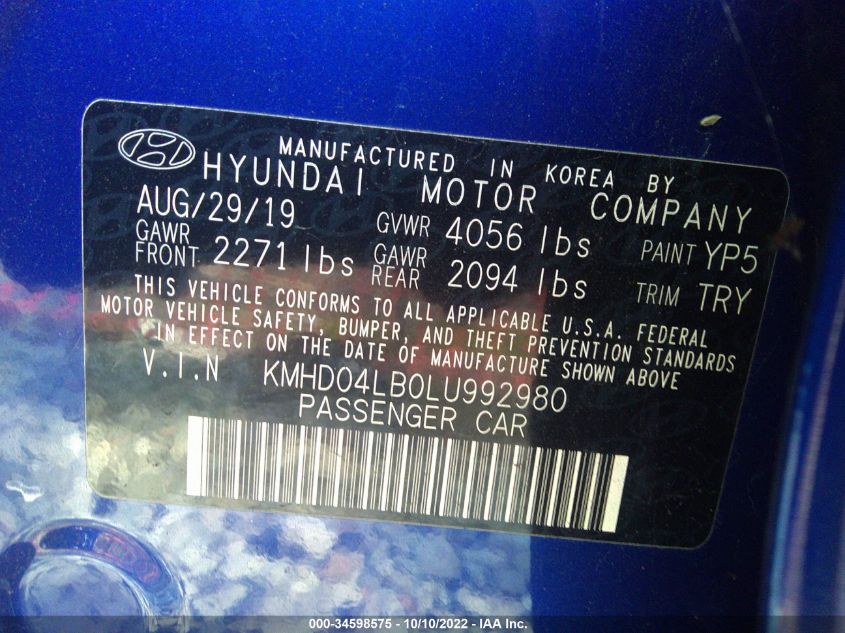 MANUFACTURED IN KOREA BY
HYUNDAI MOTOR COMPANY
AUG/29/19 GVWR 4056 lbs PAINT YP5
GAWR FRONT 2271 lbs GAWR REAR 2094 lbs TRIM TRY
THIS VEHICLE CONFORMS TO ALL APPLICABLE U.S.A. FEDERAL
MOTOR VEHICLE SAFETY, BUMPER, AND THEFT PREVENTION STANDARDS
IN EFFECT ON THE DATE OF MANUFACTURE SHOWN ABOVE
V.I.N KMHD04LB0LU992980
PASSENGER CAR
000-34598575 - 10/10/2022 - IAA Inc.